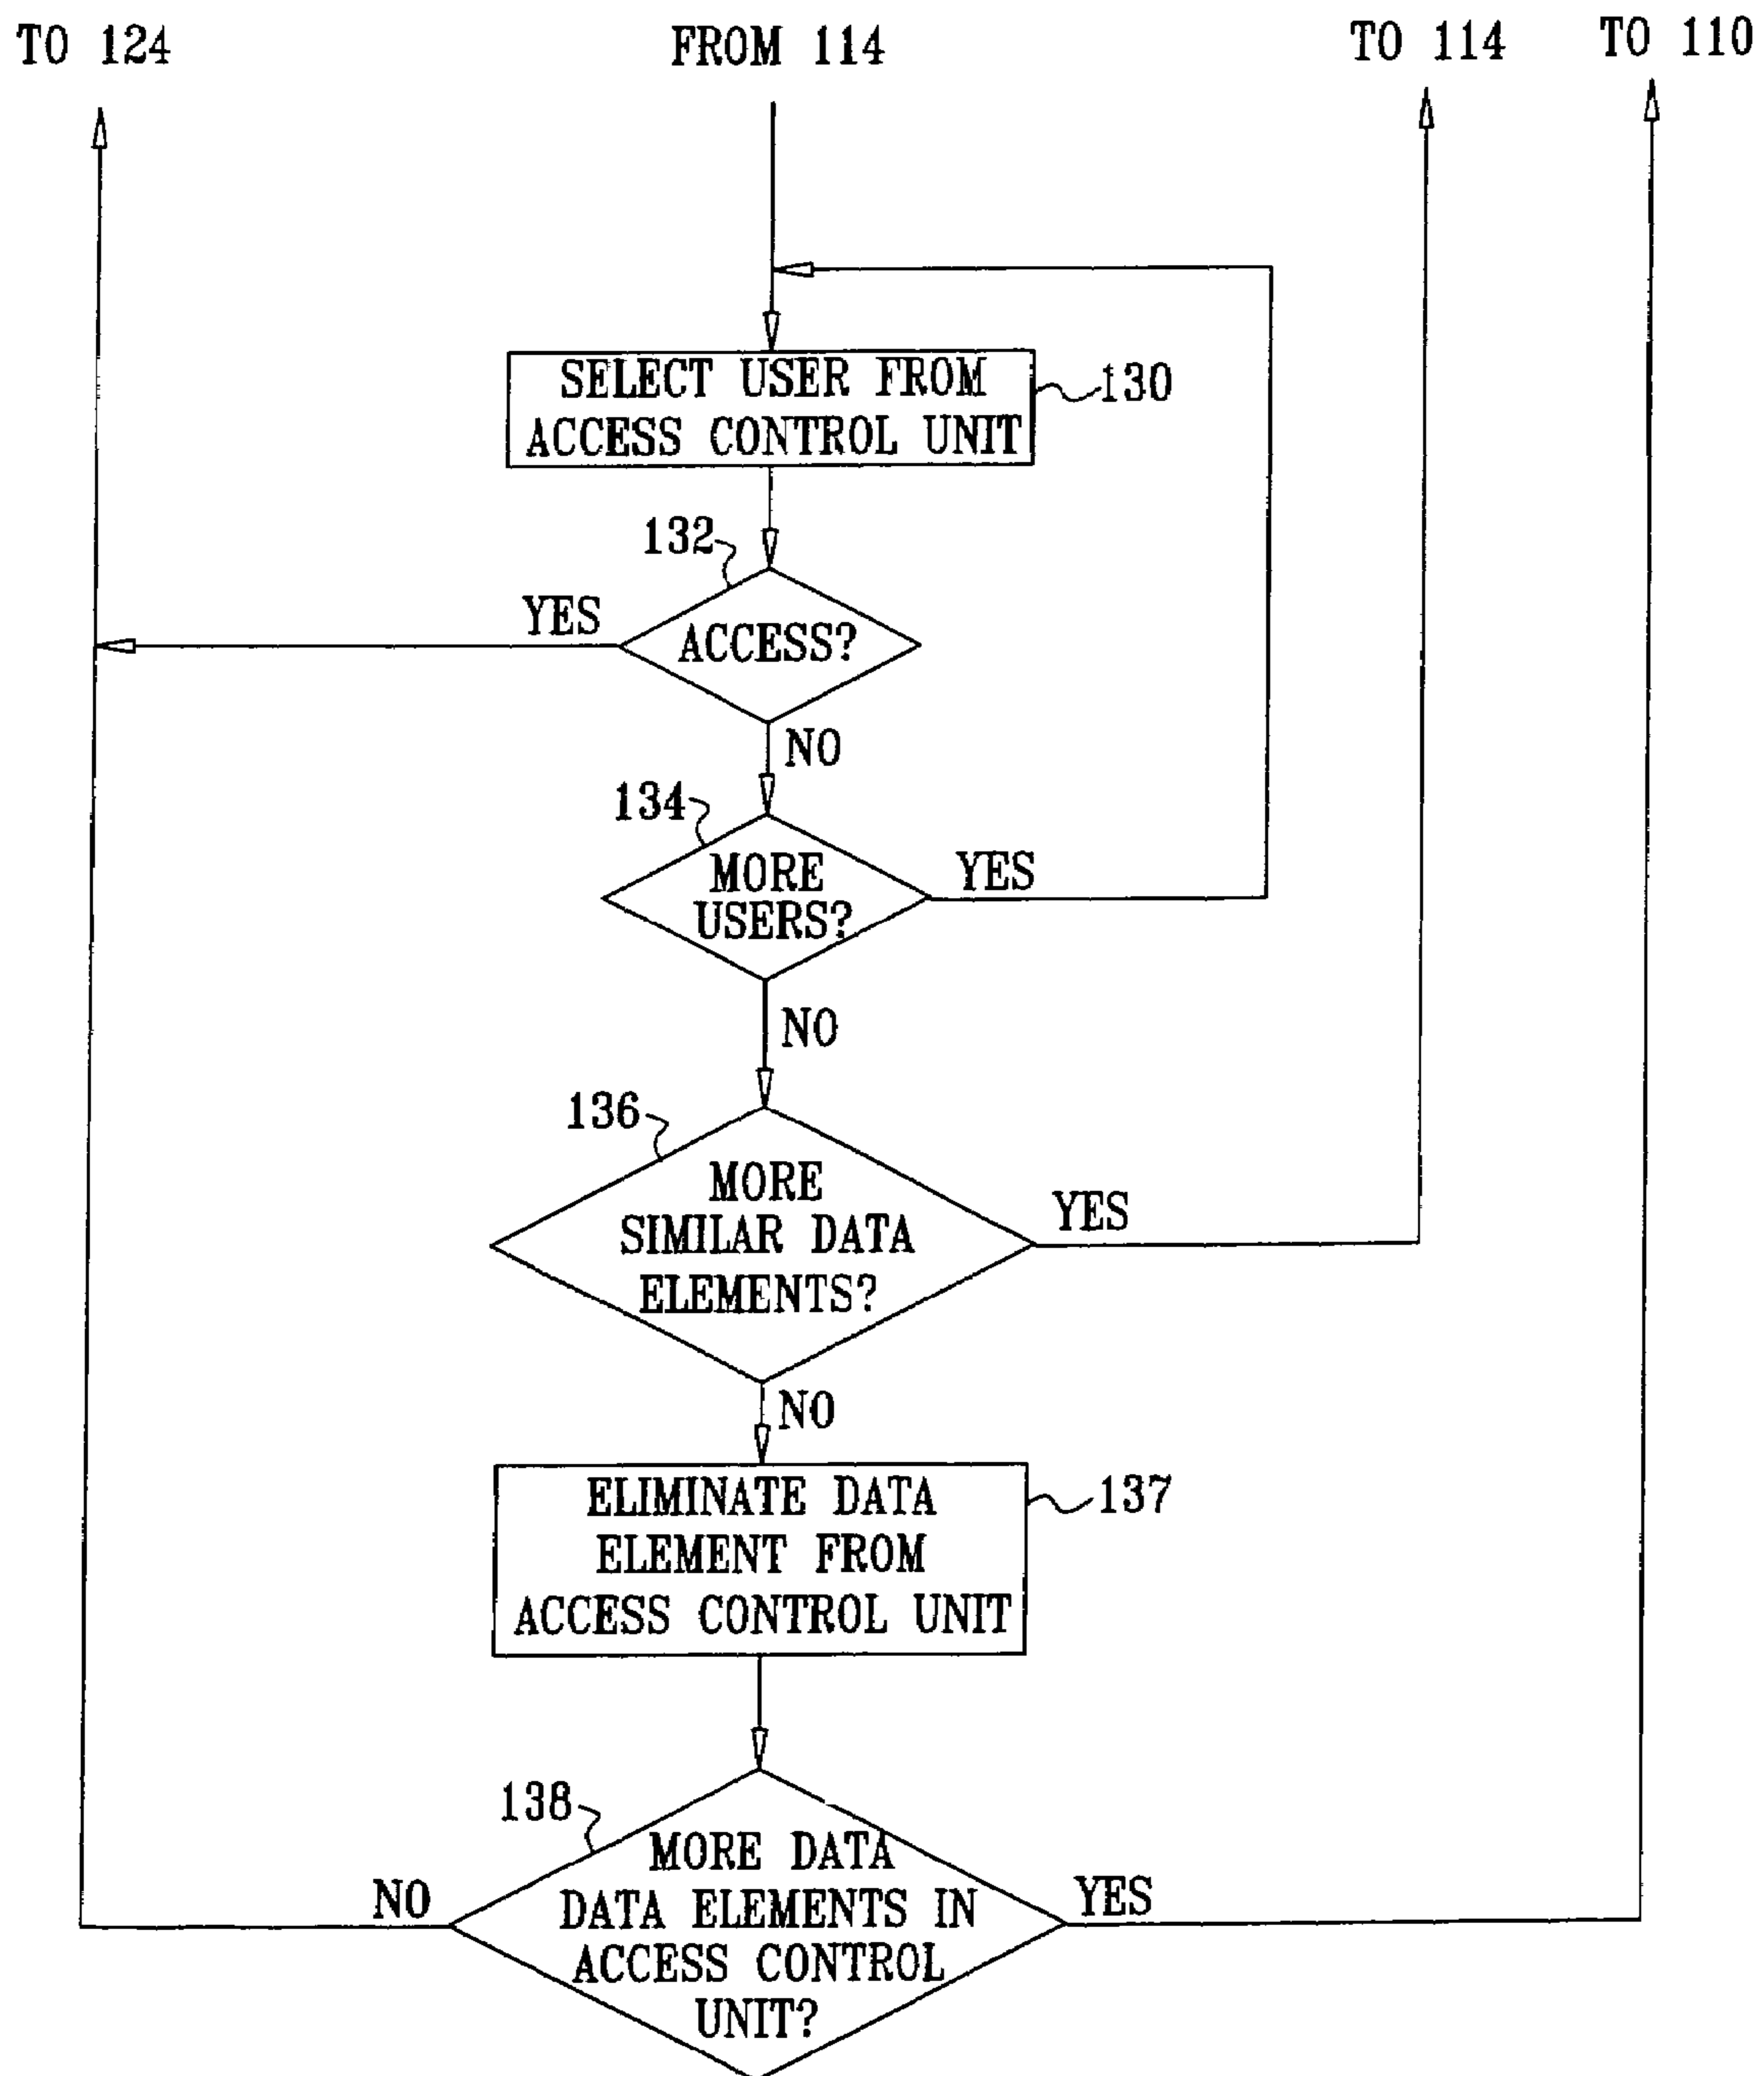 TO 124
FROM 114
TO 114
TO 110
SELECT USER FROM
ACCESS CONTROL UNIT
130
132
YES
ACCESS?
NO
134
MORE
USERS?
YES
NO
136
MORE
SIMILAR DATA
ELEMENTS?
YES
NO
ELIMINATE DATA
ELEMENT FROM
ACCESS CONTROL UNIT
137
138
NO
MORE DATA
DATA ELEMENTS IN
ACCESS CONTROL
UNIT?
YES